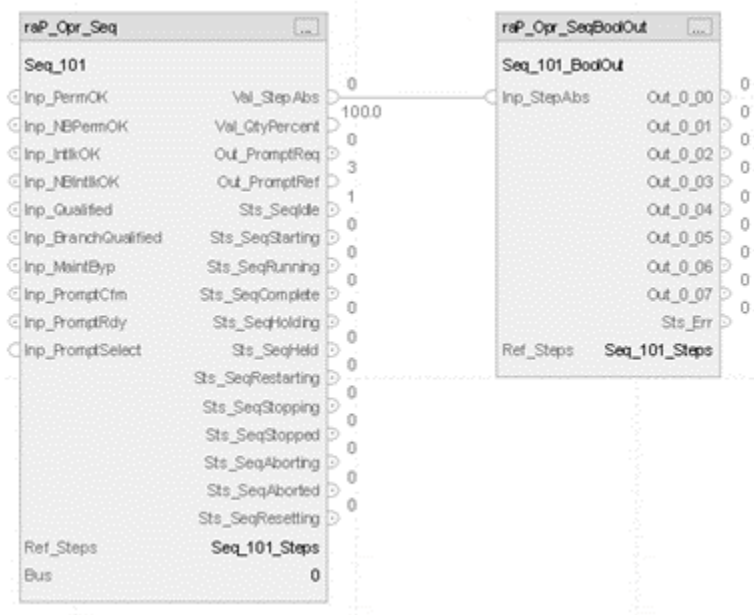 raP_Opr_Seq ...
Seq_101
Inp_PermOK Val_StepAbs 0
Inp_NBPermOK Val_QtyPercent 100.0
Inp_IntlkOK Out_PromptReq 0
Inp_NBIntlkOK Out_PromptRef 3
Inp_Qualified Sts_SeqIdle 1
Inp_BranchQualified Sts_SeqStarting 0
Inp_MaintByp Sts_SeqRunning 0
Inp_PromptCfm Sts_SeqComplete 0
Inp_PromptRdy Sts_SeqHolding 0
Inp_PromptSelect Sts_SeqHeld 0
Sts_SeqRestarting 0
Sts_SeqStopping 0
Sts_SeqStopped 0
Sts_SeqAborting 0
Sts_SeqAborted 0
Sts_SeqResetting 0
Ref_Steps Seq_101_Steps
Bus 0
raP_Opr_SeqBoolOut ...
Seq_101_BoolOut
Inp_StepAbs Out_0_00 0
Out_0_01 0
Out_0_02 0
Out_0_03 0
Out_0_04 0
Out_0_05 0
Out_0_06 0
Out_0_07 0
Sts_Err 0
Ref_Steps Seq_101_Steps